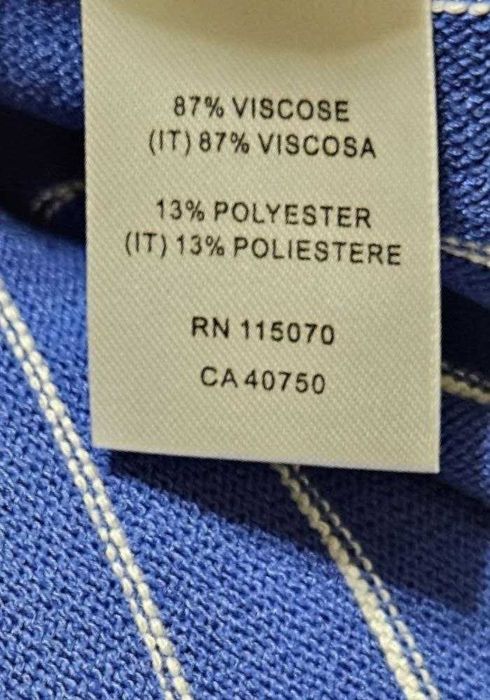 87% VISCOSE
(IT) 87% VISCOSA
13% POLYESTER
(IT) 13% POLIESTERE
RN 115070
CA 40750